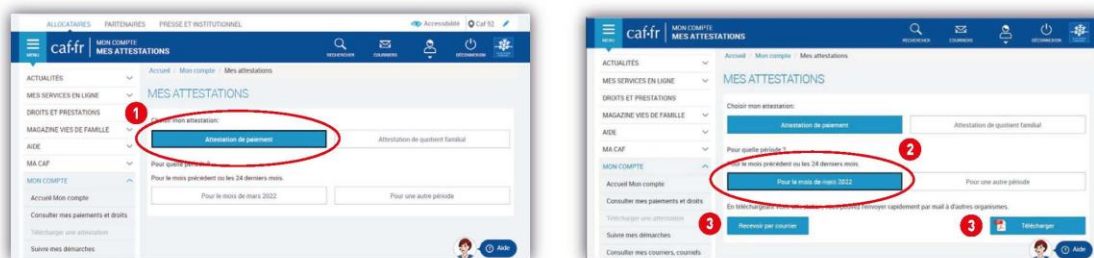 ALLOCATAIRES PARTENAIRES PRESSE ET INSTITUTIONNEL Accessibilité Caf 92
MENU caf.fr MON COMPTE
MES ATTESTATIONS
RECHERCHER COURRIERS DÉCONNEXION
ACTUALITÉS
MES SERVICES EN LIGNE
DROITS ET PRESTATIONS
MAGAZINE VIES DE FAMILLE
AIDE
MA CAF
MON COMPTE
Accueil Mon compte
Consulter mes paiements et droits
Télécharger une attestation
Suivre mes démarches
Accueil / Mon compte / Mes attestations
MES ATTESTATIONS
1
Choisir mon attestation:
Attestation de paiement Attestation de quotient familial
Pour quelle période ?
Pour le mois précédent ou les 24 derniers mois.
Pour le mois de mars 2022 Pour une autre période
Aide
MENU caf.fr MON COMPTE
MES ATTESTATIONS
RECHERCHER COURRIERS DÉCONNEXION
ACTUALITÉS
MES SERVICES EN LIGNE
DROITS ET PRESTATIONS
MAGAZINE VIES DE FAMILLE
AIDE
MA CAF
MON COMPTE
Accueil Mon compte
Consulter mes paiements et droits
Télécharger une attestation
Suivre mes démarches
Consulter mes courriers, courriels
Accueil / Mon compte / Mes attestations
MES ATTESTATIONS
Choisir mon attestation:
Attestation de paiement Attestation de quotient familial
2
Pour quelle période ?
Pour le mois précédent ou les 24 derniers mois.
Pour le mois de mars 2022 Pour une autre période
En téléchargeant votre attestation, vous pouvez l'envoyer rapidement par mail à d'autres organismes.
3 Recevoir par courrier 3 Télécharger
Aide